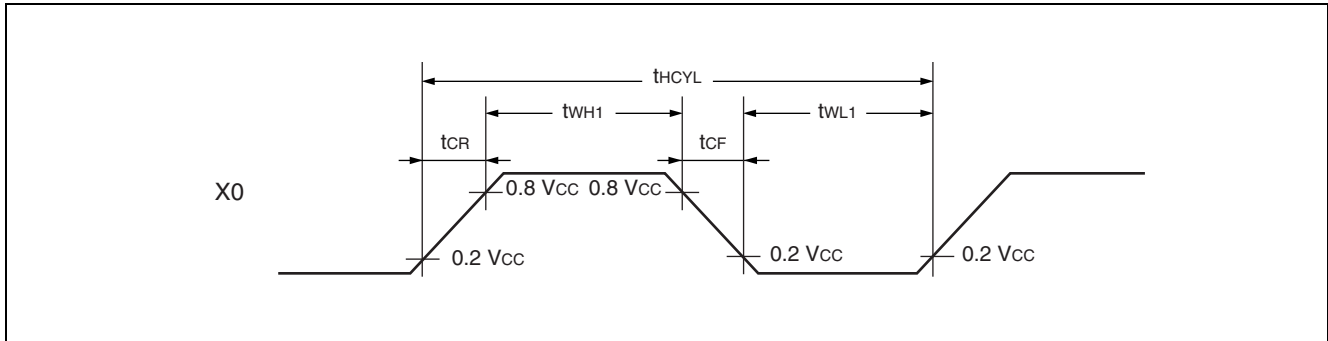 tHCYL
tWH1
tWL1
tCR
tCF
X0
0.8 VCC 0.8 VCC
0.2 VCC
0.2 VCC
0.2 VCC